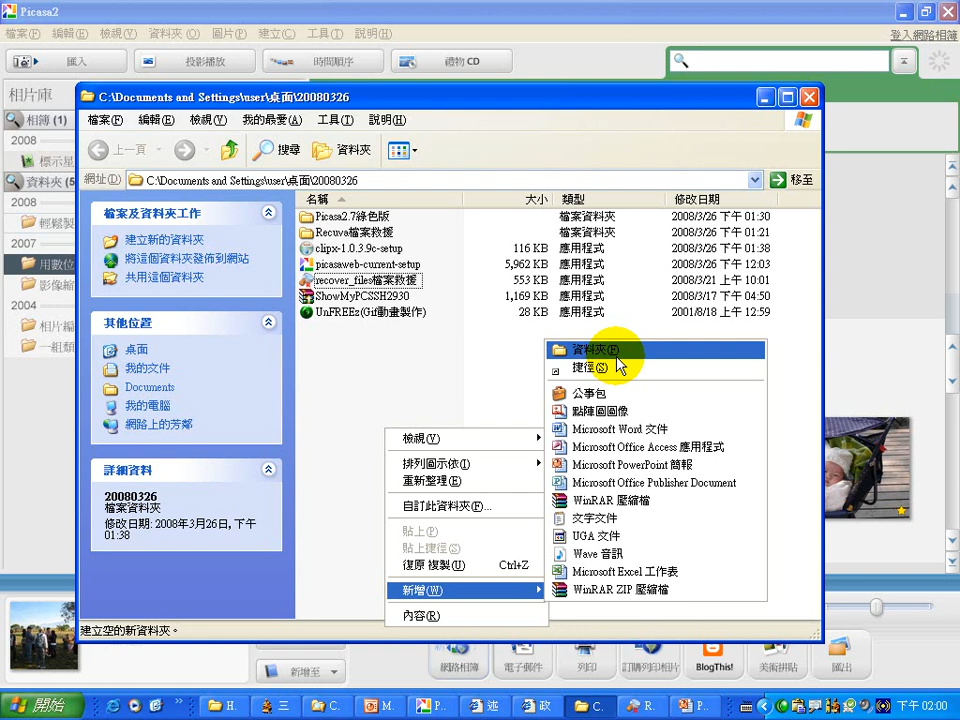 Picasa2
檔案(F) 編輯(E) 檢視(V) 資料夾(O) 圖片(P) 建立(C) 工具(T) 說明(H)
登入網路相簿
匯入 投影播放 時間順序 禮物 CD
相片庫
相簿 (1)
2008
標示星
資料夾 (5
2008
輕鬆製
2007
用數位
影像縮
2004
相片編
一組類
C:\Documents and Settings\user\桌面\20080326
檔案(F) 編輯(E) 檢視(V) 我的最愛(A) 工具(T) 說明(H)
上一頁 搜尋 資料夾
網址(D) C:\Documents and Settings\user\桌面\20080326 移至
檔案及資料夾工作
建立新的資料夾
將這個資料夾發佈到網站
共用這個資料夾
其他位置
桌面
我的文件
Documents
我的電腦
網路上的芳鄰
詳細資料
20080326
檔案資料夾
修改日期: 2008年3月26日, 下午
01:38
名稱 大小 類型 修改日期
Picasa2.7綠色版 檔案資料夾 2008/3/26 下午 01:30
Recuva檔案救援 檔案資料夾 2008/3/26 下午 01:21
clipx-1.0.3.9c-setup 116 KB 應用程式 2008/3/26 下午 01:38
picasaweb-current-setup 5,962 KB 應用程式 2008/3/26 下午 12:03
recover_files檔案救援 553 KB 應用程式 2008/3/21 上午 10:01
ShowMyPCSSH2930 1,169 KB 應用程式 2008/3/17 下午 04:50
UnFREEz(Gif動畫製作) 28 KB 應用程式 2001/8/18 上午 12:59
檢視(V)
排列圖示依(I)
重新整理(E)
自訂此資料夾(F)...
貼上(P)
貼上捷徑(S)
復原 複製(U) Ctrl+Z
新增(W)
內容(R)
資料夾(F)
捷徑(S)
公事包
點陣圖圖像
Microsoft Word 文件
Microsoft Office Access 應用程式
Microsoft PowerPoint 簡報
Microsoft Office Publisher Document
WinRAR 壓縮檔
文字文件
UGA 文件
Wave 音訊
Microsoft Excel 工作表
WinRAR ZIP 壓縮檔
建立空的新資料夾。
新增至
網路相簿 電子郵件 列印 訂購列印相片 BlogThis! 美術拼貼 匯出
開始 H. 三 C. M. P. 政 C. R. P. 下午 02:00